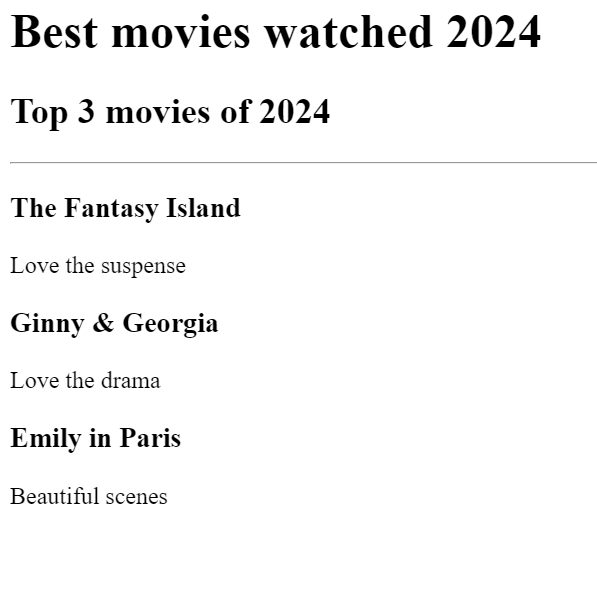 Best movies watched 2024
Top 3 movies of 2024
The Fantasy Island
Love the suspense
Ginny & Georgia
Love the drama
Emily in Paris
Beautiful scenes